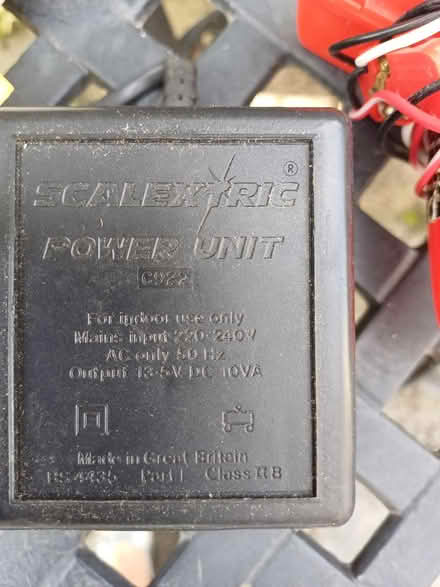 SCALEXTRIC ®
POWER UNIT
C922
For indoor use only
Mains input 220-240V
AC only 50 Hz
Output 13·5V DC 10VA
Made in Great Britain
BS 4435 Part 1 Class II B